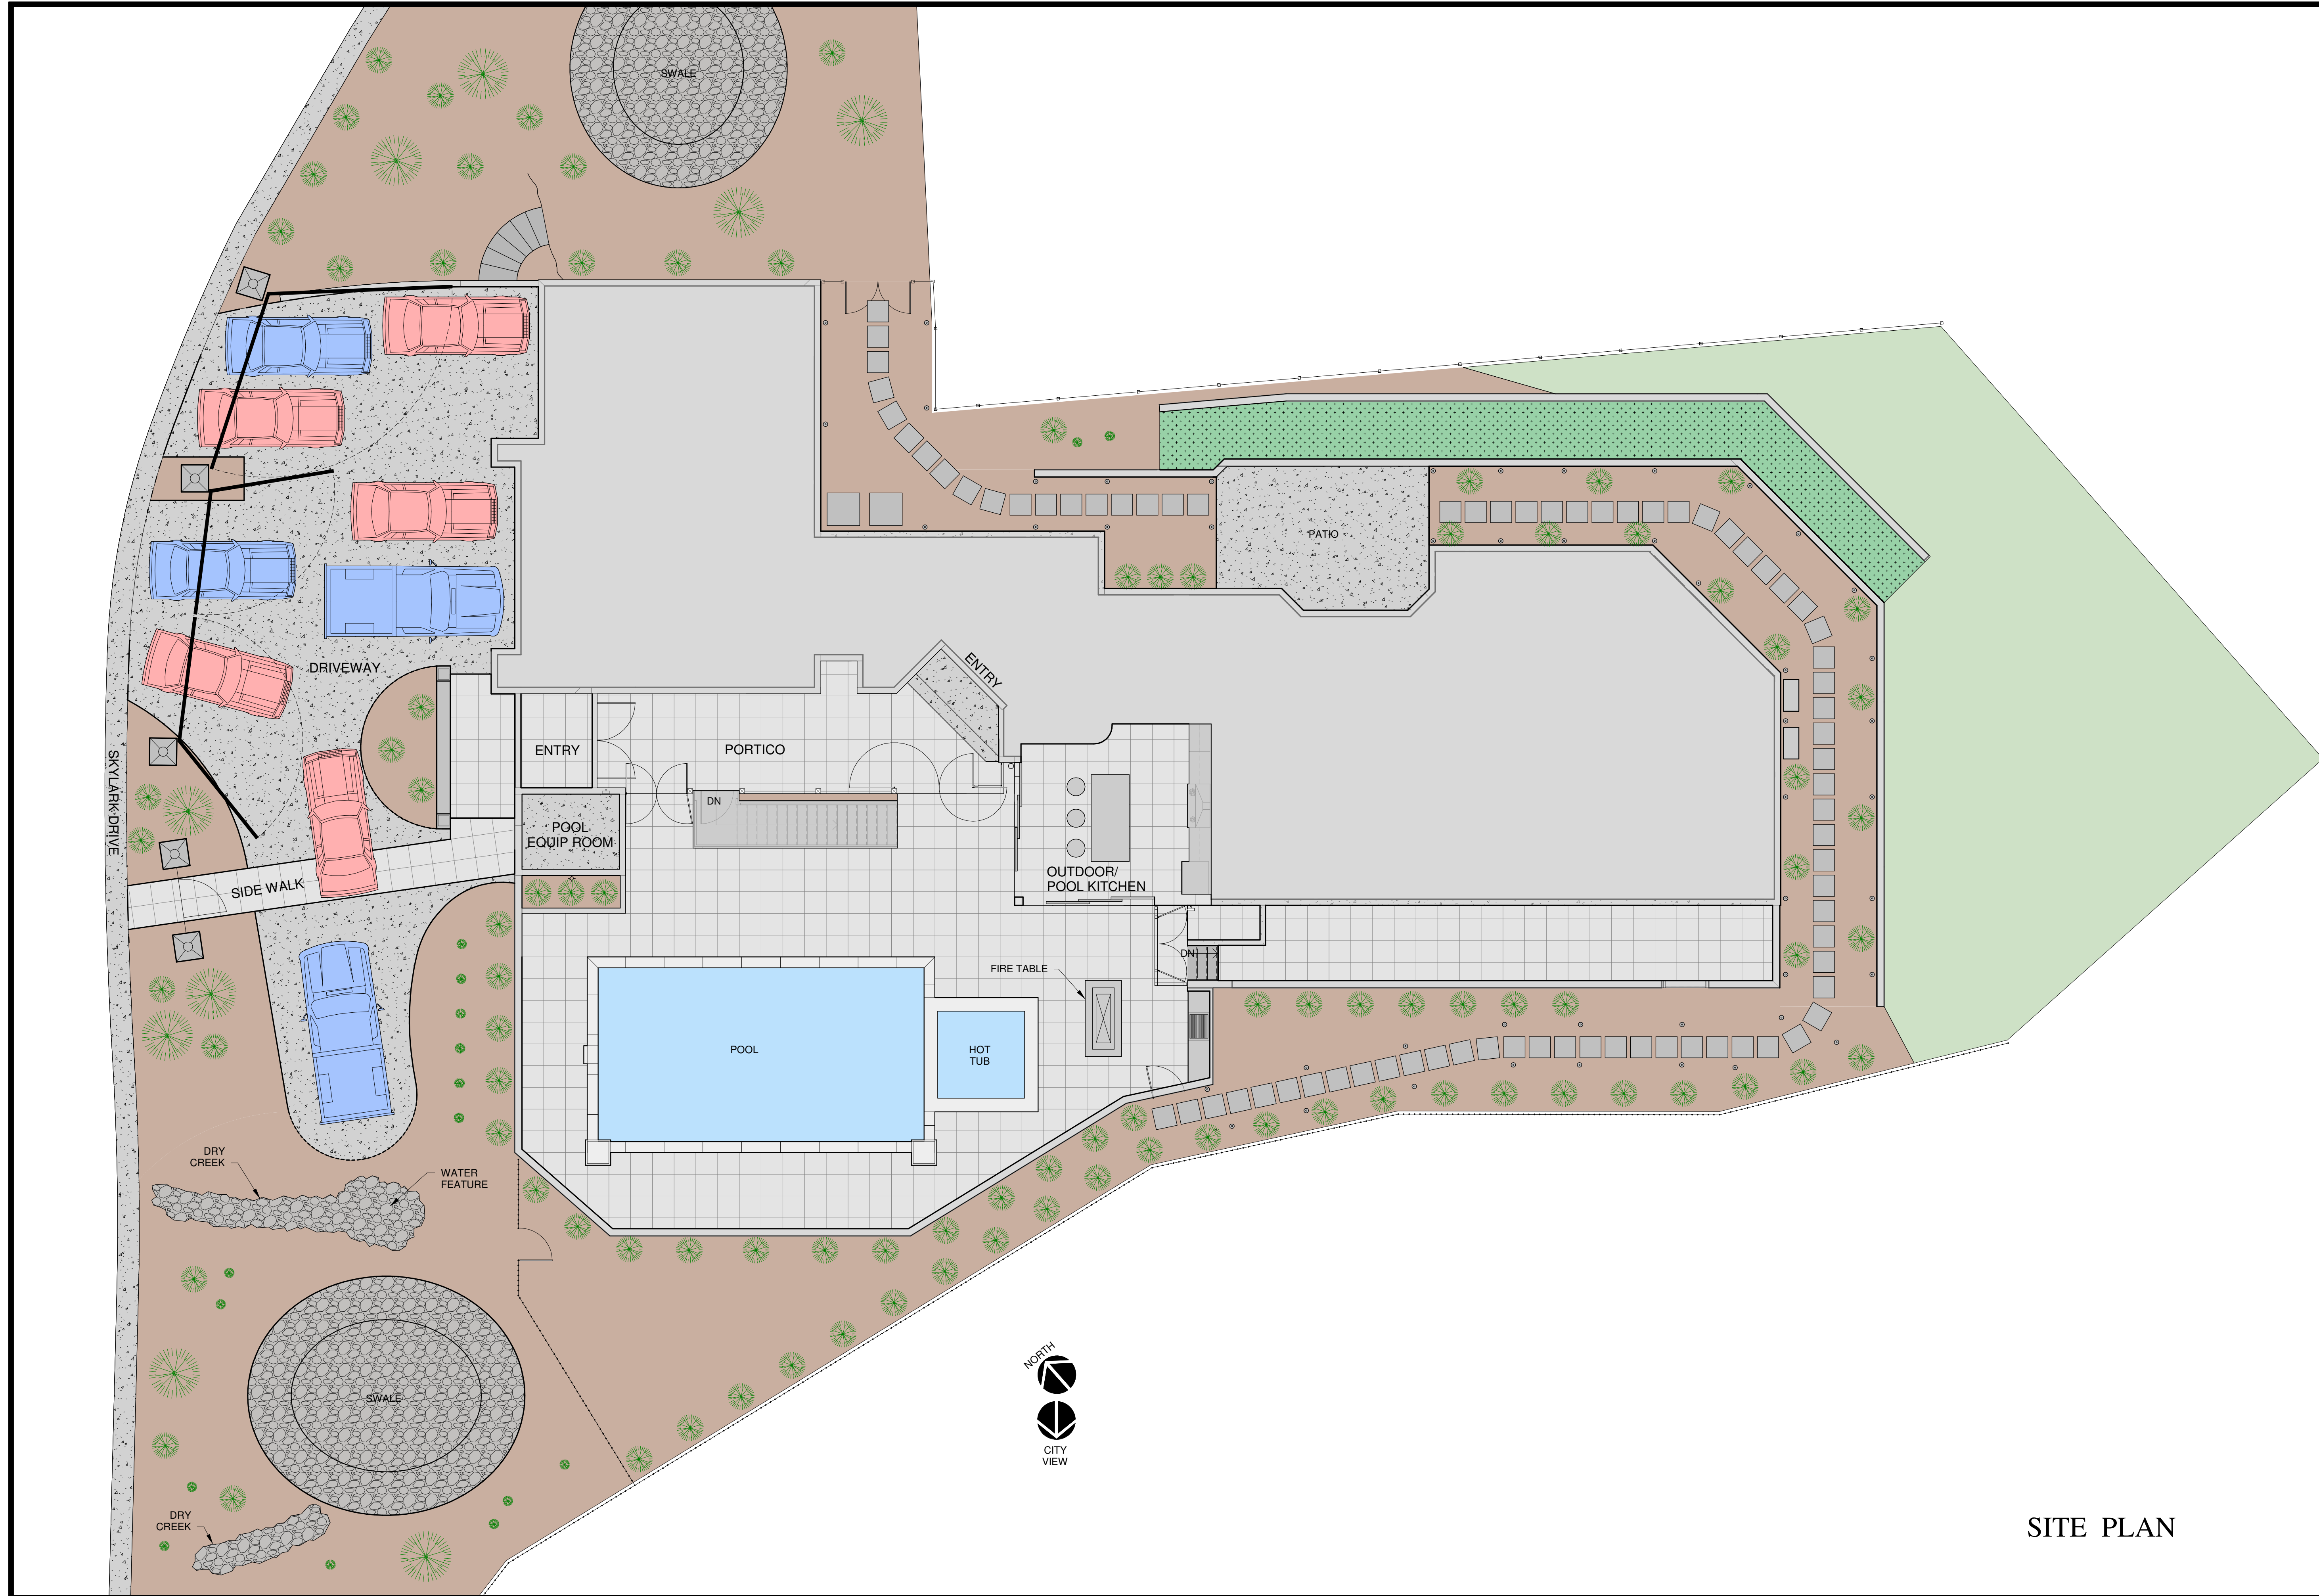 SWALE
PATIO
ENTRY
DRIVEWAY
ENTRY
PORTICO
SKYLARK DRIVE
DN
POOL
EQUIP ROOM
OUTDOOR/
POOL KITCHEN
SIDE WALK
DN
FIRE TABLE
POOL
HOT
TUB
DRY
CREEK
WATER
FEATURE
NORTH
SWALE
CITY
VIEW
DRY
CREEK
SITE PLAN